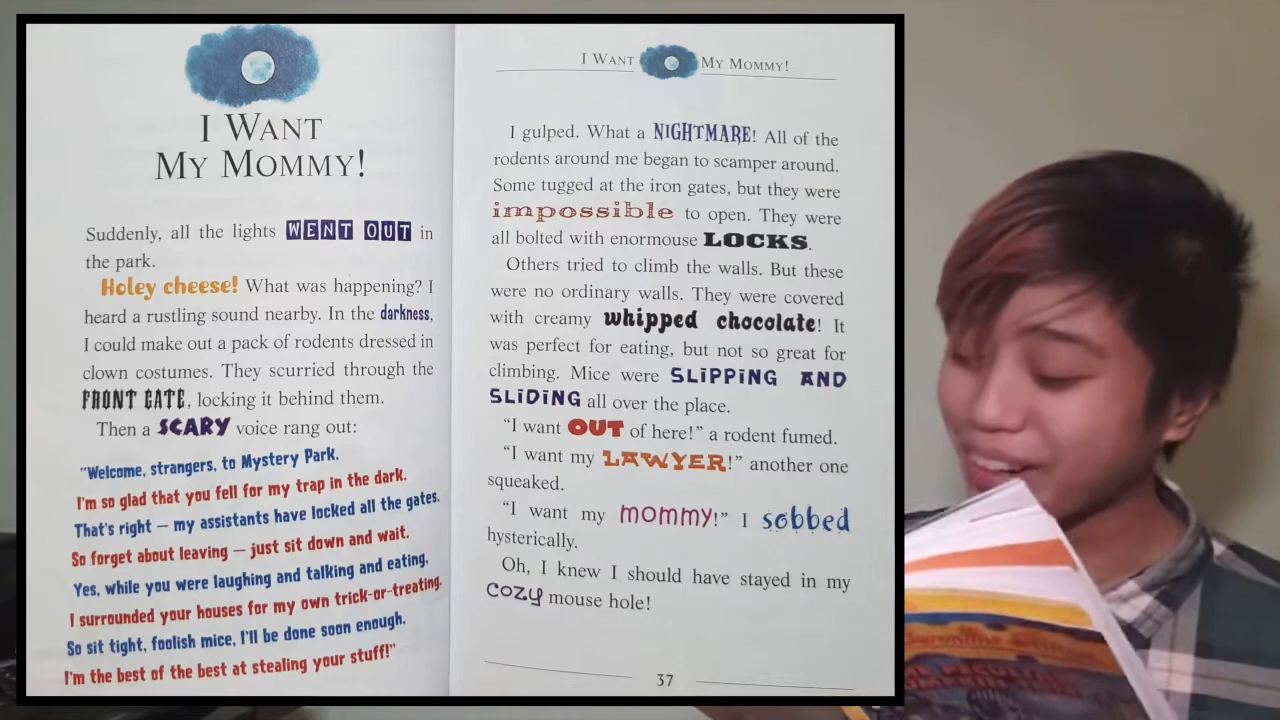 I WANT
MY MOMMY!
Suddenly, all the lights WENT OUT in
the park.
Holey cheese! What was happening? I
heard a rustling sound nearby. In the darkness,
I could make out a pack of rodents dressed in
clown costumes. They scurried through the
FRONT GATE, locking it behind them.
Then a SCARY voice rang out:
"Welcome, strangers, to Mystery Park.
I'm so glad that you fell for my trap in the dark.
That's right — my assistants have locked all the gates.
So forget about leaving — just sit down and wait.
Yes, while you were laughing and talking and eating,
I surrounded your houses for my own trick-or-treating.
So sit tight, foolish mice, I'll be done soon enough.
I'm the best of the best at stealing your stuff!"
I WANT MY MOMMY!
I gulped. What a NIGHTMARE! All of the
rodents around me began to scamper around.
Some tugged at the iron gates, but they were
impossible to open. They were
all bolted with enormouse LOCKS.
Others tried to climb the walls. But these
were no ordinary walls. They were covered
with creamy whipped chocolate! It
was perfect for eating, but not so great for
climbing. Mice were SLIPPING AND
SLIDING all over the place.
"I want OUT of here!" a rodent fumed.
"I want my LAWYER!" another one
squeaked.
"I want my mommy!" I sobbed
hysterically.
Oh, I knew I should have stayed in my
cozy mouse hole!
37